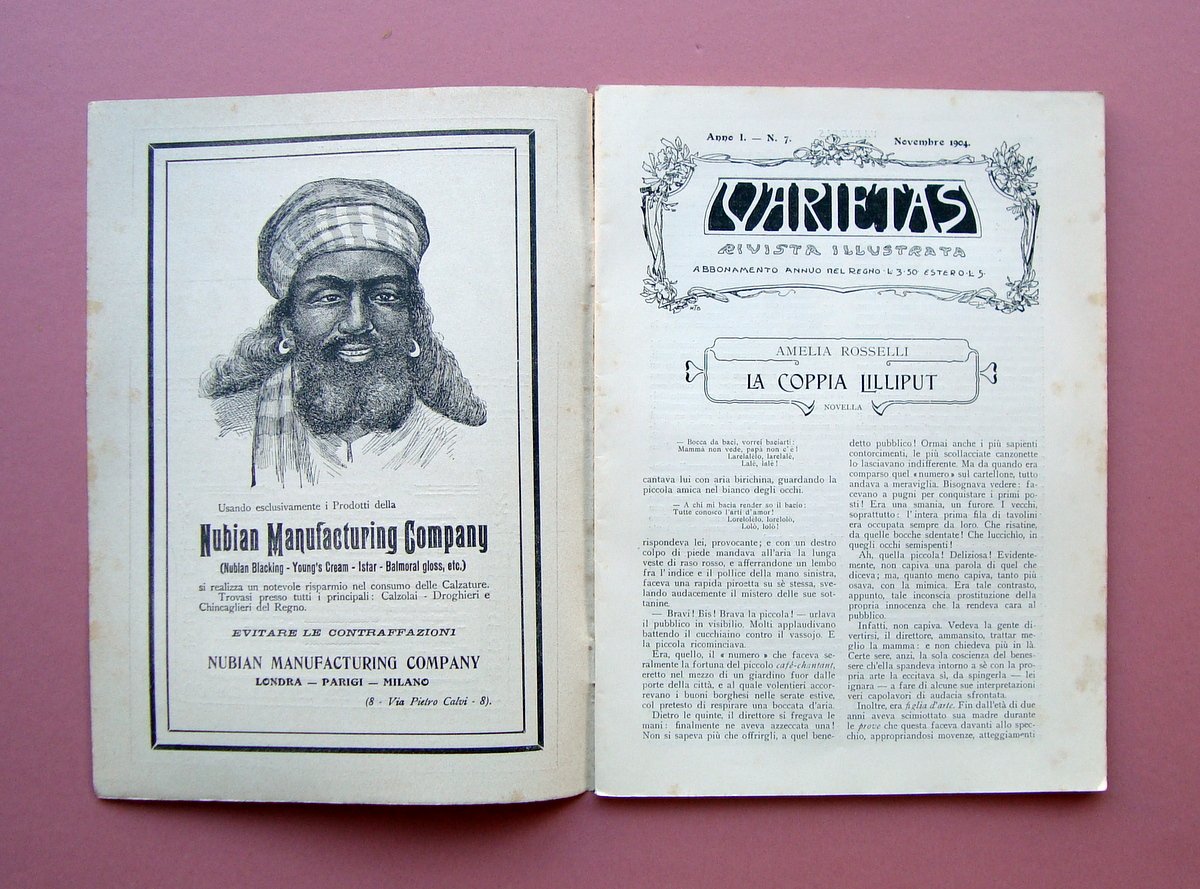 Usando esclusivamente i Prodotti della
Nubian Manufacturing Company
(Nubian Blacking - Young's Cream - Istar - Balmoral gloss, etc.)
si realizza un notevole risparmio nel consumo delle Calzature.
Trovasi presso tutti i principali: Calzolai - Droghieri e
Chincaglieri del Regno.
EVITARE LE CONTRAFFAZIONI
NUBIAN MANUFACTURING COMPANY
LONDRA — PARIGI — MILANO
(8 - Via Pietro Calvi - 8).
Anno I. — N. 7. Novembre 1904.
VARIETAS
RIVISTA ILLUSTRATA
ABBONAMENTO ANNUO NEL REGNO · L 3·50 ESTERO · L 5·
AMELIA ROSSELLI
LA COPPIA LILLIPUT
NOVELLA
— Bocca da baci, vorrei baciarti:
Mammà non vede, papà non c'è!
Larelalèlo, larelalè,
Lalè, lalè!
cantava lui con aria birichina, guardando la
piccola amica nel bianco degli occhi.
— A chi mi bacia render so il bacio:
Tutte conosco l'arti d'amor!
Lorelolèlo, lorelolò,
Lolò, lolò!
rispondeva lei, provocante; e con un destro
colpo di piede mandava all'aria la lunga
veste di raso rosso, e afferrandone un lembo
fra l'indice e il pollice della mano sinistra,
faceva una rapida piroetta su sè stessa, sve-
lando audacemente il mistero delle sue sot-
tanine.
— Bravi! Bis! Brava la piccola! — urlava
il pubblico in visibilio. Molti applaudivano
battendo il cucchiaino contro il vassojo. E
la piccola ricominciava.
Era, quello, il « numero » che faceva se-
ralmente la fortuna del piccolo café-chantant,
eretto nel mezzo di un giardino fuor dalle
porte della città, e al quale volentieri accor-
revano i buoni borghesi nelle serate estive,
col pretesto di respirare una boccata d'aria.
Dietro le quinte, il direttore si fregava le
mani: finalmente ne aveva azzeccata una!
Non si sapeva più che offrirgli, a quel bene-
detto pubblico! Ormai anche i più sapienti
contorcimenti, le più scollacciate canzonette
lo lasciavano indifferente. Ma da quando era
comparso quel « numero » sul cartellone, tutto
andava a meraviglia. Bisognava vedere: fa-
cevano a pugni per conquistare i primi po-
sti! Era una smania, un furore. I vecchi,
soprattutto: l'intera prima fila di tavolini
era occupata sempre da loro. Che risatine,
da quelle bocche sdentate! Che luccichìo, in
quegli occhi semispenti!
Ah, quella piccola! Deliziosa! Evidente-
mente, non capiva una parola di quel che
diceva; ma, quanto meno capiva, tanto più
osava, con la mimica. Era tale contrasto,
appunto, tale inconscia prostituzione della
propria innocenza che la rendeva cara al
pubblico.
Infatti, non capiva. Vedeva la gente di-
vertirsi, il direttore, ammansito, trattar me-
glio la mamma: e non chiedeva più in là.
Certe sere, anzi, la sola coscienza del benes-
sere ch'ella spandeva intorno a sè con la pro-
pria arte la eccitava sì, da spingerla — lei
ignara — a fare di alcune sue interpretazioni
veri capolavori di audacia sfrontata.
Inoltre, era figlia d'arte. Fin dall'età di due
anni aveva scimiottato sua madre durante
le prove che questa faceva davanti allo spec-
chio, appropriandosi movenze, atteggiamenti